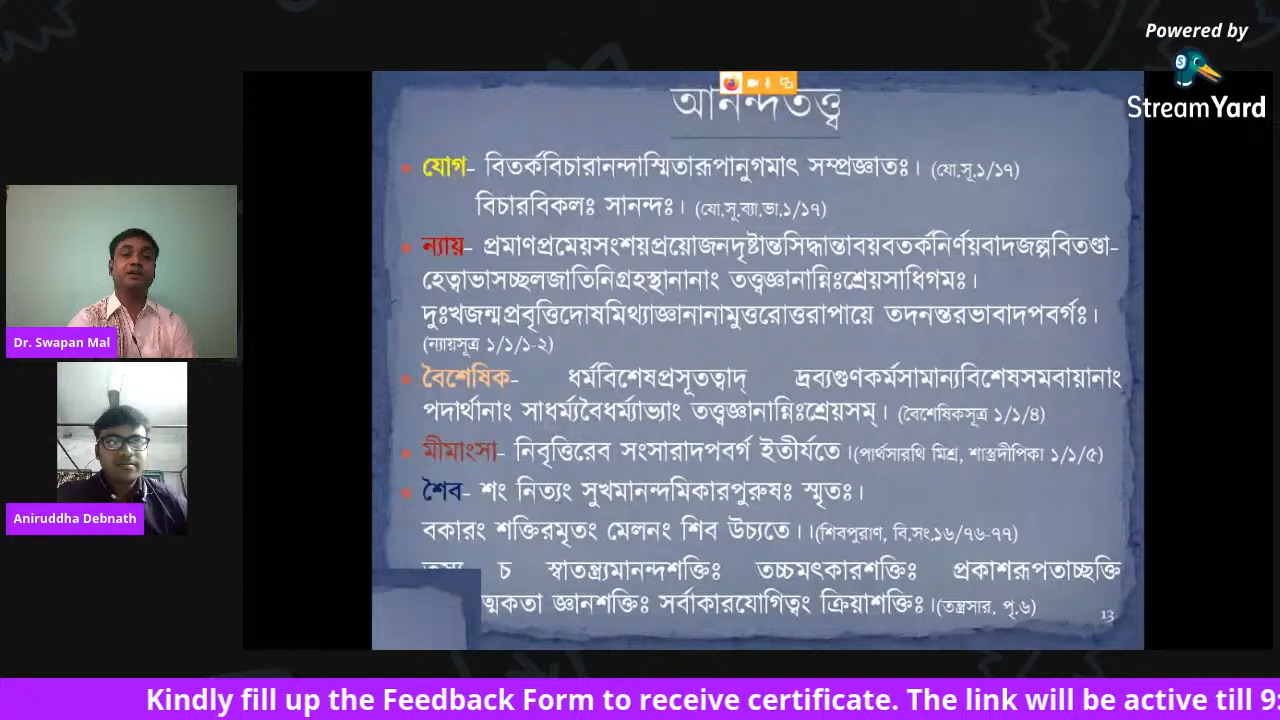 Powered by
StreamYard
আনন্দতত্ত্ব
যোগ- বিতর্কবিচারানন্দাস্মিতারূপানুগমাৎ সম্প্রজ্ঞাতঃ। (যো.সূ.১/১৭)
বিচারবিকলঃ সানন্দঃ। (যো.সূ.ব্যা.ভা.১/১৭)
ন্যায়- প্রমাণপ্রমেয়সংশয়প্রয়োজনদৃষ্টান্তসিদ্ধান্তাবয়বতর্কনির্ণয়বাদজল্পবিতণ্ডা-
হেত্বাভাসচ্ছলজাতিনিগ্রহস্থানানাং তত্ত্বজ্ঞানান্নিঃশ্রেয়সাধিগমঃ।
দুঃখজন্মপ্রবৃত্তিদোষমিথ্যাজ্ঞানানামুত্তরোত্তরাপায়ে তদনন্তরভাবাদপবর্গঃ।
(ন্যায়সূত্র ১/১/১-২)
বৈশেষিক- ধর্মবিশেষপ্রসূতত্বাদ্ দ্রব্যগুণকর্মসামান্যবিশেষসমবায়ানাং
পদার্থানাং সাধর্ম্যবৈধর্ম্যাভ্যাং তত্ত্বজ্ঞানান্নিঃশ্রেয়সম্। (বৈশেষিকসূত্র ১/১/৪)
মীমাংসা- নিবৃত্তিরেব সংসারাদপবর্গ ইতীর্যতে।(পার্থসারথি মিশ্র, শাস্ত্রদীপিকা ১/১/৫)
শৈব- শং নিত্যং সুখমানন্দমিকারপুরুষঃ স্মৃতঃ।
বকারং শক্তিরমৃতং মেলনং শিব উচ্যতে।।(শিবপুরাণ, বি.সং.১৬/৭৬-৭৭)
চ স্বাতন্ত্র্যমানন্দশক্তিঃ তচ্চমৎকারশক্তিঃ প্রকাশরূপতাচ্ছক্তি
ত্মকতা জ্ঞানশক্তিঃ সর্বাকারযোগিত্বং ক্রিয়াশক্তিঃ।(তন্ত্রসার, পৃ.৬)
13
Dr. Swapan Mal
Aniruddha Debnath
Kindly fill up the Feedback Form to receive certificate. The link will be active till 9: